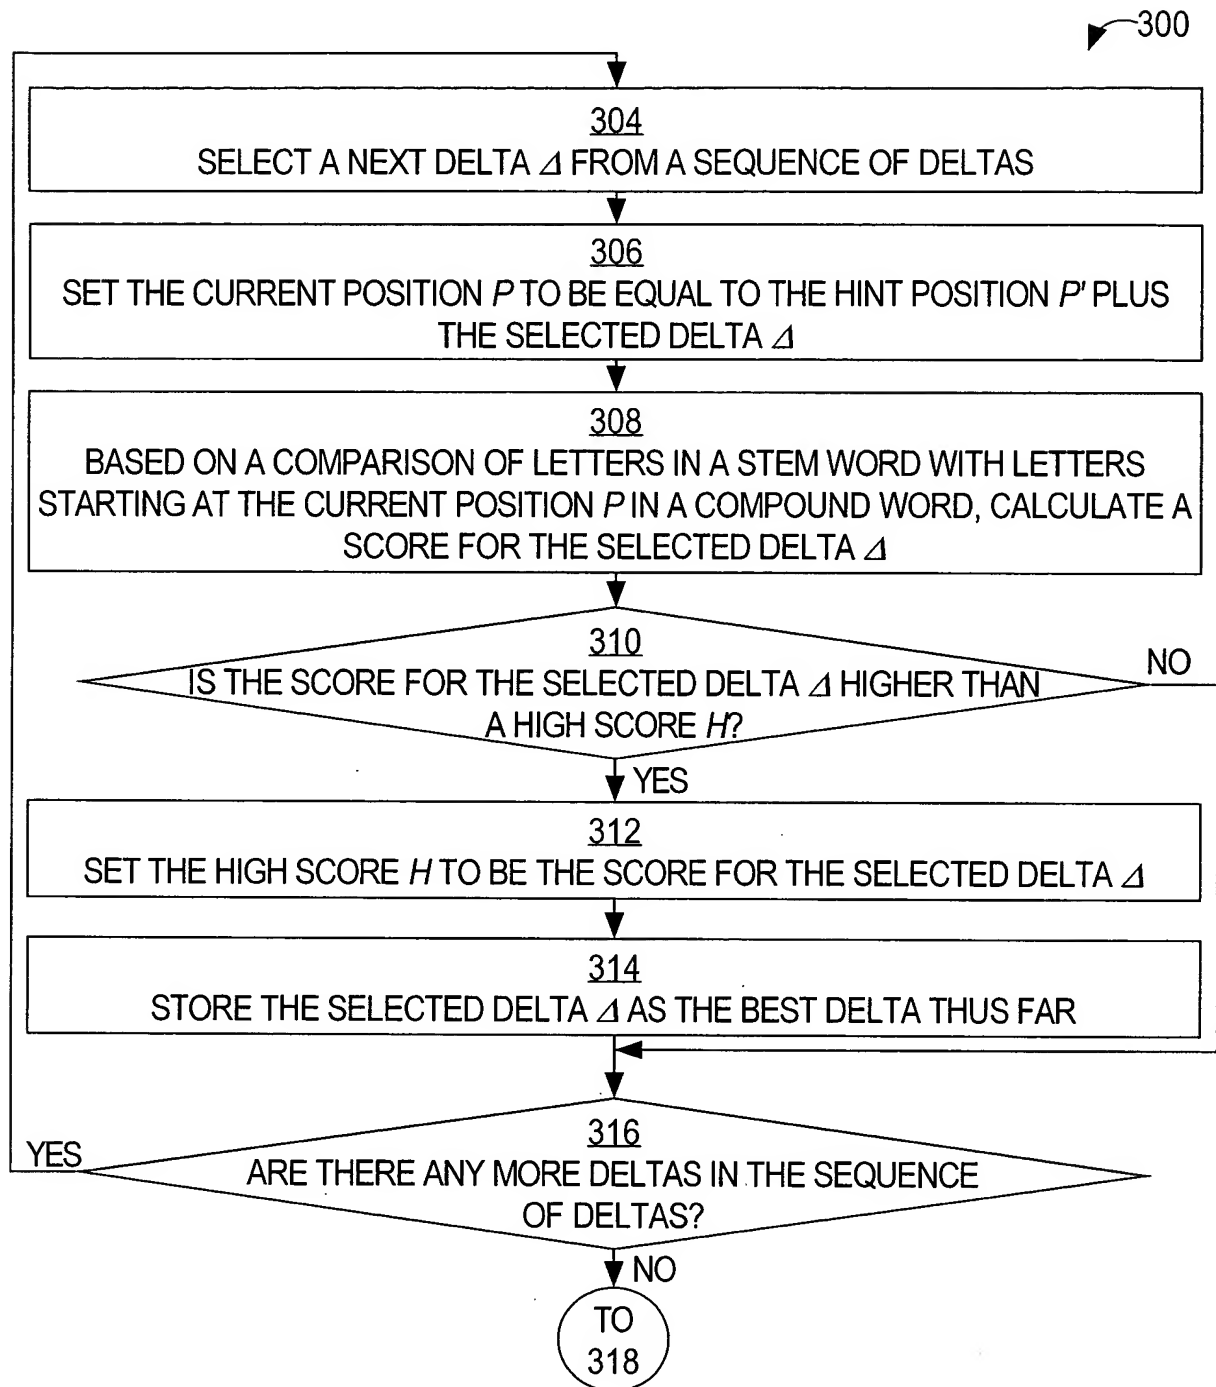 300
304
SELECT A NEXT DELTA Δ FROM A SEQUENCE OF DELTAS
306
SET THE CURRENT POSITION P TO BE EQUAL TO THE HINT POSITION P' PLUS
THE SELECTED DELTA Δ
308
BASED ON A COMPARISON OF LETTERS IN A STEM WORD WITH LETTERS
STARTING AT THE CURRENT POSITION P IN A COMPOUND WORD, CALCULATE A
SCORE FOR THE SELECTED DELTA Δ
310
NO
IS THE SCORE FOR THE SELECTED DELTA Δ HIGHER THAN
A HIGH SCORE H?
YES
312
SET THE HIGH SCORE H TO BE THE SCORE FOR THE SELECTED DELTA Δ
314
STORE THE SELECTED DELTA Δ AS THE BEST DELTA THUS FAR
316
YES
ARE THERE ANY MORE DELTAS IN THE SEQUENCE
OF DELTAS?
NO
TO
318